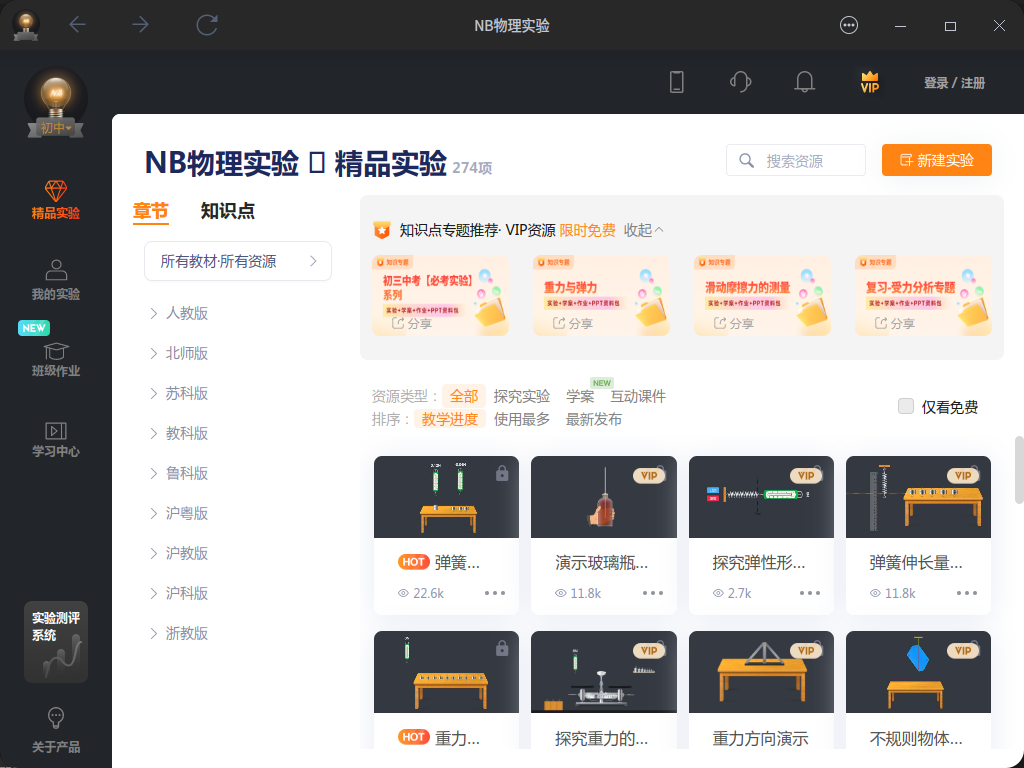 NB物理实验
登录 / 注册
VIP
初中
精品实验
我的实验
NEW
班级作业
学习中心
实验测评
系统
关于产品
NB物理实验 精品实验 274项
搜索资源
新建实验
章节 知识点
所有教材·所有资源
人教版
北师版
苏科版
教科版
鲁科版
沪粤版
沪教版
沪科版
浙教版
知识点专题推荐· VIP资源 限时免费 收起
知识专题
初三中考【必考实验】
系列
实验+学案+作业+PPT资料包
分享
知识专题
重力与弹力
实验+学案+作业+PPT资料包
分享
知识专题
滑动摩擦力的测量
实验+学案+作业+PPT资料包
分享
知识专题
复习-受力分析专题
实验+学案+作业+PPT资料包
分享
资源类型： 全部 探究实验 学案 NEW 互动课件
排序： 教学进度 使用最多 最新发布
仅看免费
HOT 弹簧...
22.6k
VIP
演示玻璃瓶...
11.8k
VIP
探究弹性形...
2.7k
VIP
弹簧伸长量...
11.8k
HOT 重力...
VIP
探究重力的...
VIP
重力方向演示
VIP
不规则物体...